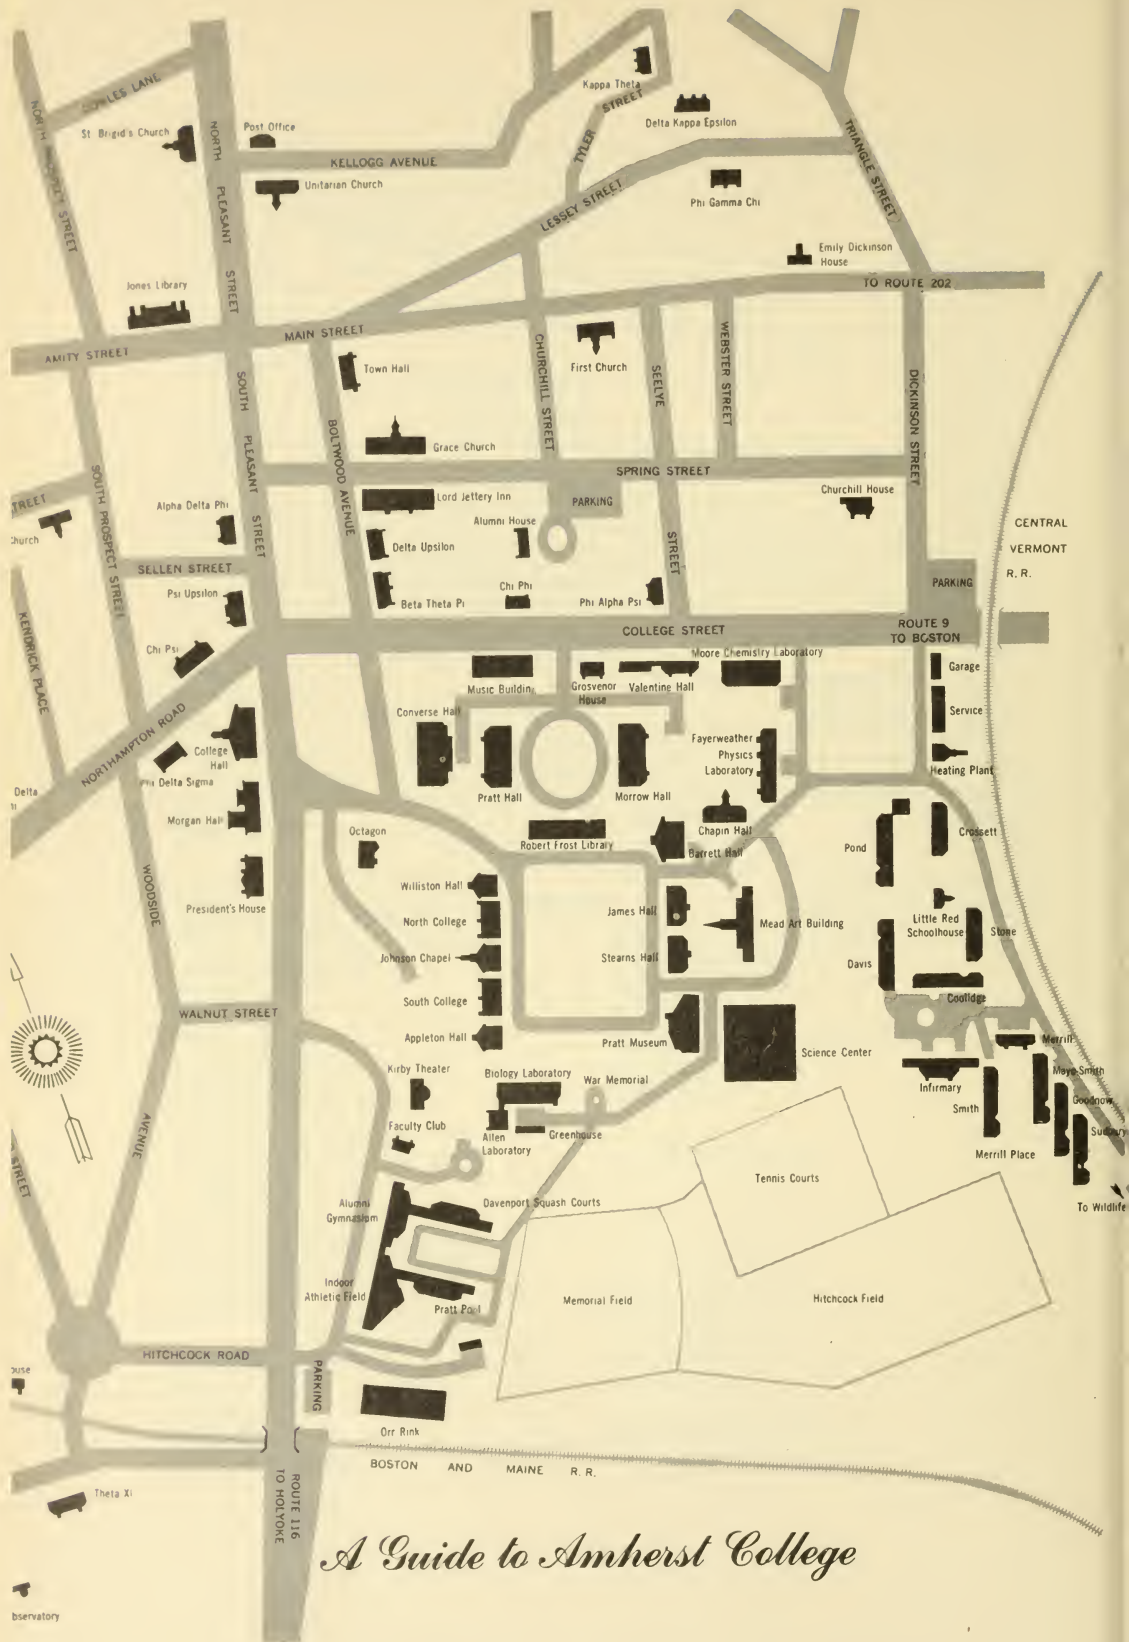 COWLES LANE
NORTH PROSPECT STREET
St. Brigid's Church
NORTH PLEASANT STREET
Post Office
KELLOGG AVENUE
Unitarian Church
Kappa Theta
TYLER STREET
Delta Kappa Epsilon
TRIANGLE STREET
LESSEY STREET
Phi Gamma Chi
Emily Dickinson
House
TO ROUTE 202
Jones Library
AMITY STREET
MAIN STREET
Town Hall
CHURCHILL STREET
First Church
SEELYE STREET
WEBSTER STREET
DICKINSON STREET
SOUTH PLEASANT STREET
BOLTWOOD AVENUE
Grace Church
SPRING STREET
SOUTH PROSPECT STREET
TREET
Church
Alpha Delta Phi
Lord Jeffery Inn
PARKING
Alumni House
Churchill House
CENTRAL
VERMONT
R. R.
Delta Upsilon
SELLEN STREET
Psi Upsilon
Beta Theta Pi
Chi Phi
Phi Alpha Psi
PARKING
KENDRICK PLACE
Chi Psi
COLLEGE STREET
ROUTE 9
TO BOSTON
Music Building
Grosvenor
House
Valentine Hall
Moore Chemistry Laboratory
Garage
Service
Heating Plant
NORTHAMPTON ROAD
College
Hall
Phi Delta Sigma
Delta
Converse Hall
Pratt Hall
Morrow Hall
Fayerweather
Physics
Laboratory
Morgan Hall
Octagon
Robert Frost Library
Chapin Hall
Barrett Hall
Pond
Crossett
WOODSIDE AVENUE
President's House
Williston Hall
North College
Johnson Chapel
South College
Appleton Hall
James Hall
Stearns Hall
Mead Art Building
Little Red
Schoolhouse
Stone
Davis
Coolidge
WALNUT STREET
Pratt Museum
Science Center
Merrill
Kirby Theater
Biology Laboratory
War Memorial
Infirmary
Mayo-Smith
Smith
Goodnow
Faculty Club
Allen
Laboratory
Greenhouse
Merrill Place
STREET
Tennis Courts
To Wildlife
Alumni
Gymnasium
Davenport Squash Courts
Indoor
Athletic Field
Pratt Pool
Memorial Field
Hitchcock Field
HITCHCOCK ROAD
PARKING
ouse
Orr Rink
BOSTON AND MAINE R. R.
Theta Xi
ROUTE 116
TO HOLYOKE
A Guide to Amherst College
bservatory